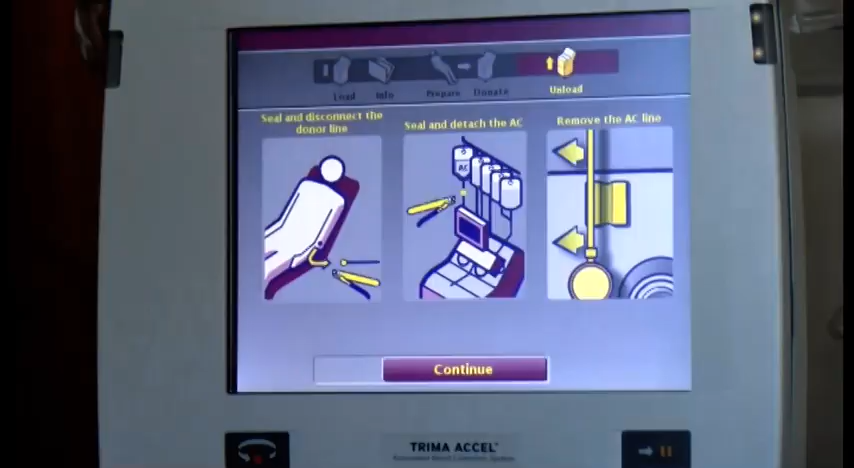 Load
Info
Prepare
Donate
Unload
Seal and disconnect the
donor line
Seal and detach the AC
Remove the AC line
AC
Continue
TRIMA ACCEL®